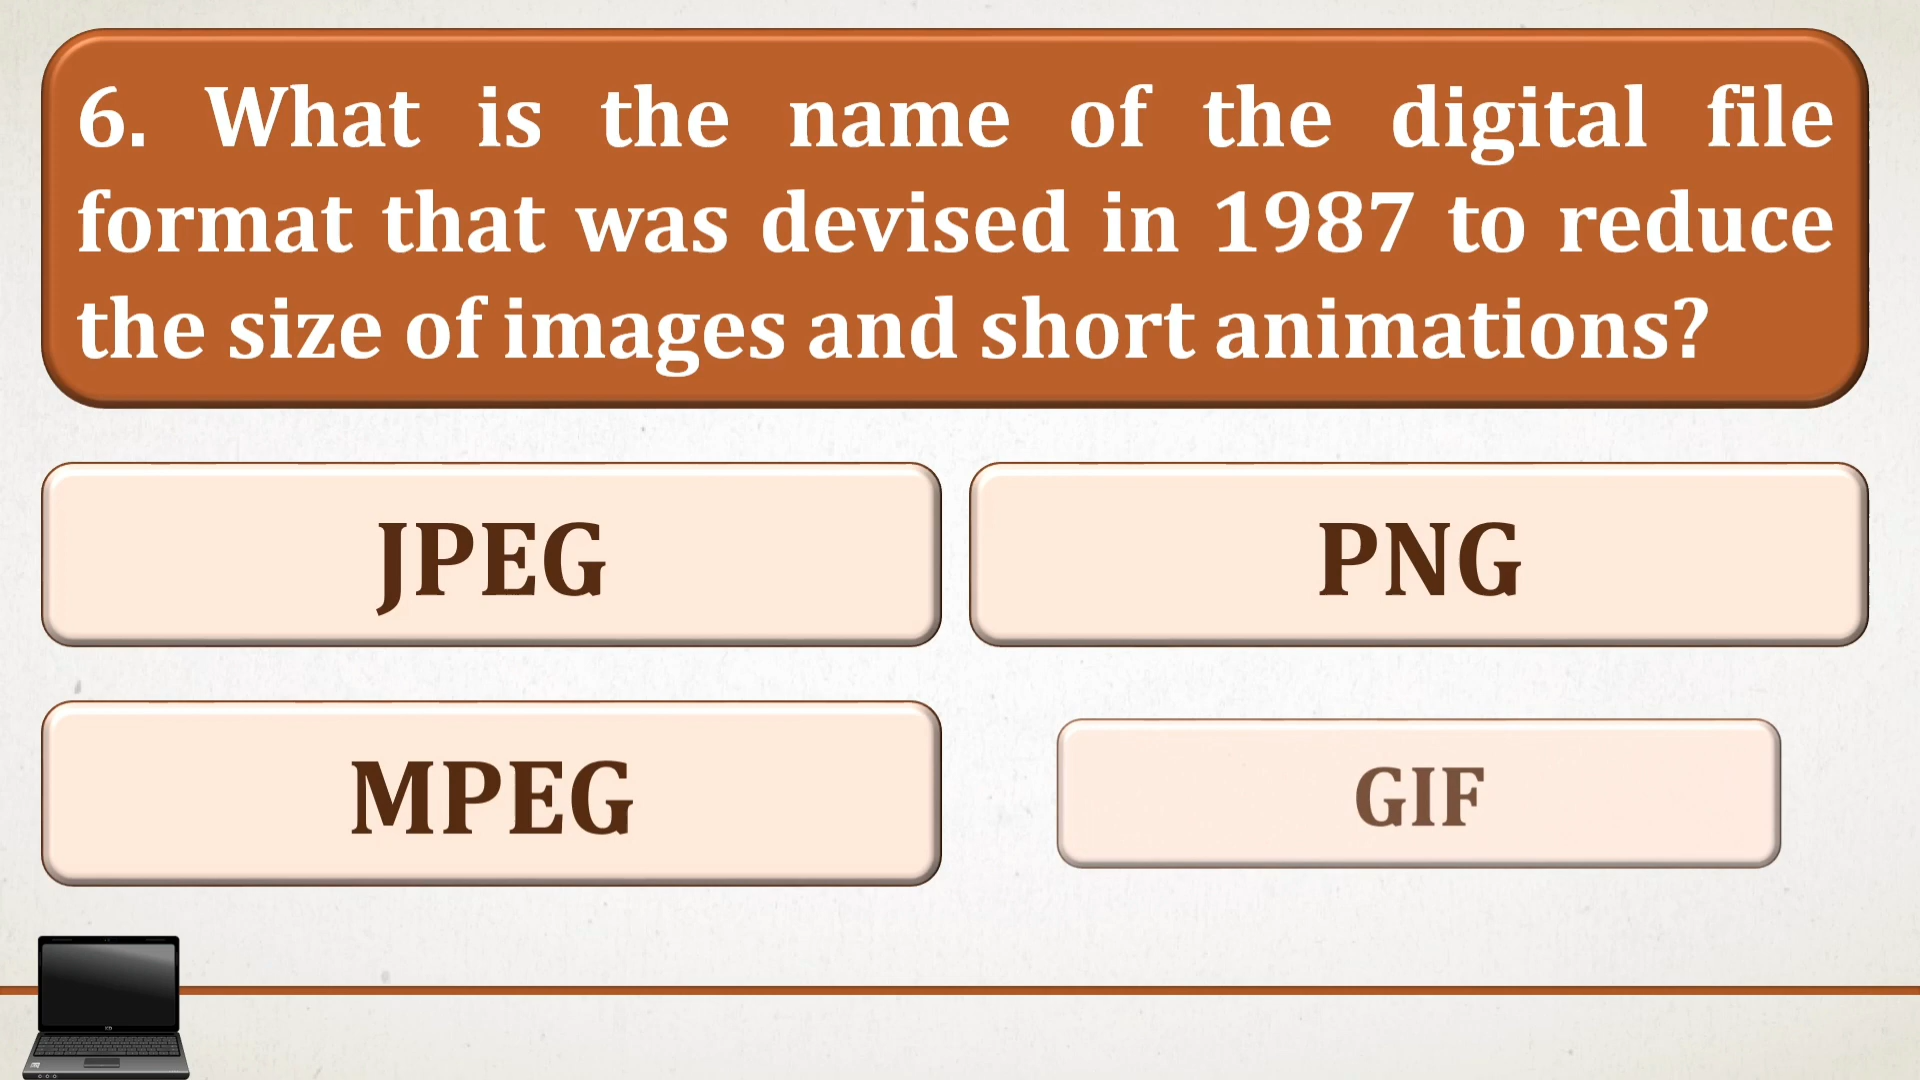 6. What is the name of the digital file
format that was devised in 1987 to reduce
the size of images and short animations?
JPEG
PNG
MPEG
GIF